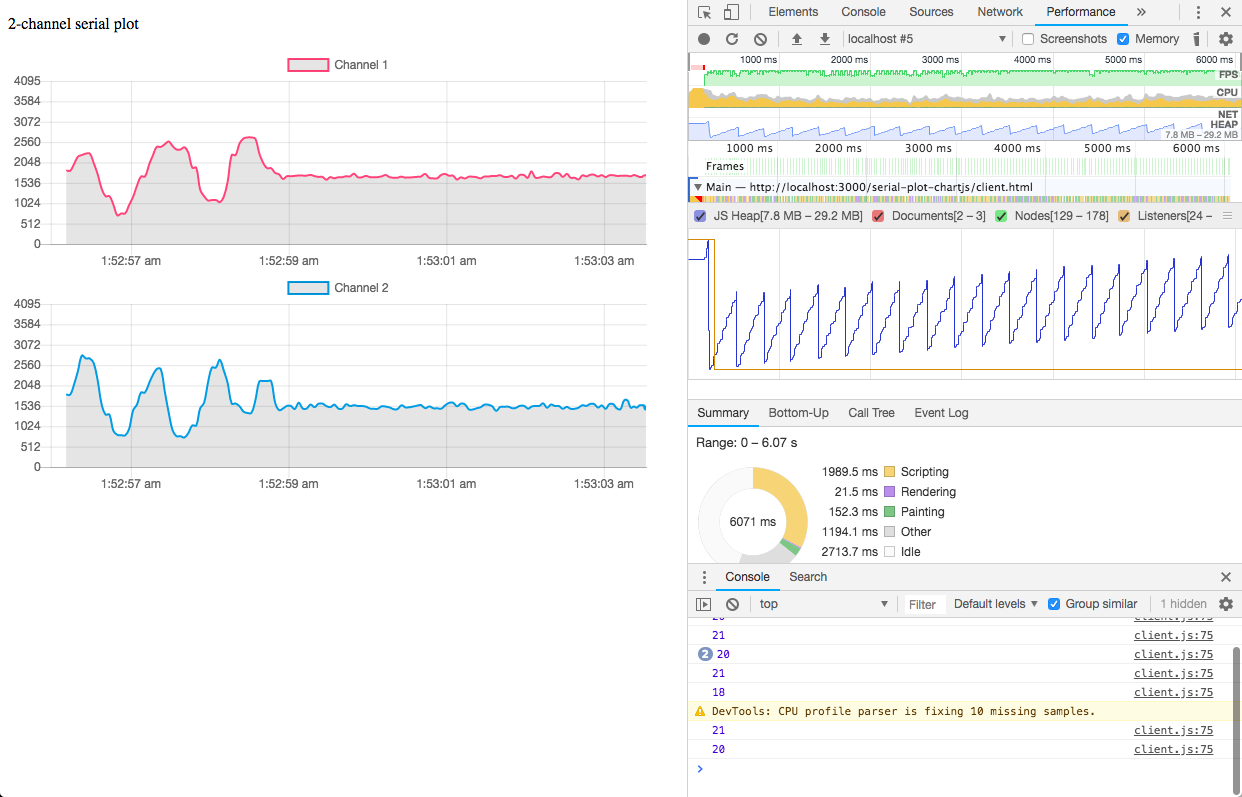 2-channel serial plot
Channel 1
4095
3584
3072
2560
2048
1536
1024
512
0
1:52:57 am 1:52:59 am 1:53:01 am 1:53:03 am
Channel 2
4095
3584
3072
2560
2048
1536
1024
512
0
1:52:57 am 1:52:59 am 1:53:01 am 1:53:03 am
Elements Console Sources Network Performance »
localhost #5 Screenshots Memory
1000 ms 2000 ms 3000 ms 4000 ms 5000 ms 6000 ms
FPS
CPU
NET
HEAP
7.8 MB – 29.2 MB
1000 ms 2000 ms 3000 ms 4000 ms 5000 ms 6000 ms
Frames
Main — http://localhost:3000/serial-plot-chartjs/client.html
JS Heap[7.8 MB – 29.2 MB] Documents[2 – 3] Nodes[129 – 178] Listeners[24 –
Summary Bottom-Up Call Tree Event Log
Range: 0 – 6.07 s
6071 ms
1989.5 ms Scripting
21.5 ms Rendering
152.3 ms Painting
1194.1 ms Other
2713.7 ms Idle
Console Search
top Filter Default levels Group similar 1 hidden
20 client.js:75
21 client.js:75
2 20 client.js:75
21 client.js:75
18 client.js:75
DevTools: CPU profile parser is fixing 10 missing samples.
21 client.js:75
20 client.js:75